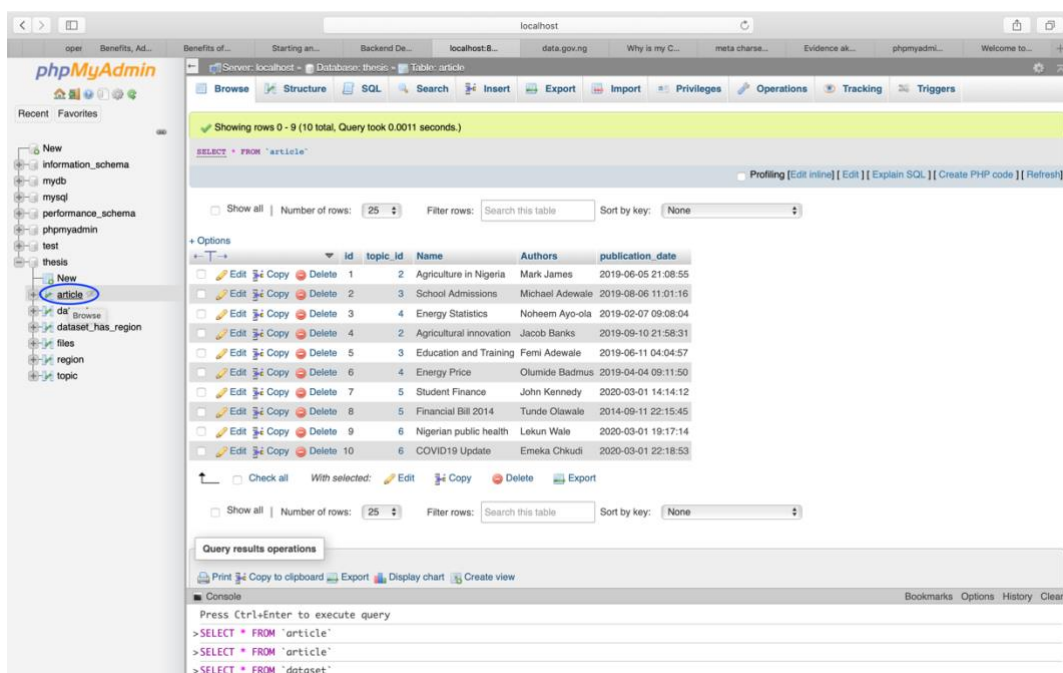 localhost
oper
Benefits, Ad...
Benefits of...
Starting an...
Backend De...
localhost:8...
data.gov.ng
Why is my C...
meta charse...
Evidence ak...
phpmyadmi...
Welcome to...
phpMyAdmin
Recent Favorites
New
information_schema
mydb
mysql
performance_schema
phpmyadmin
test
thesis
New
article
Browse
dataset_has_region
files
region
topic
Server: localhost » Database: thesis » Table: article
Browse Structure SQL Search Insert Export Import Privileges Operations Tracking Triggers
Showing rows 0 - 9 (10 total, Query took 0.0011 seconds.)
SELECT * FROM `article`
Profiling [Edit inline] [ Edit ] [ Explain SQL ] [ Create PHP code ] [ Refresh]
Show all | Number of rows: 25 Filter rows: Search this table Sort by key: None
+ Options
←T→ id topic_id Name Authors publication_date
Edit Copy Delete 1 2 Agriculture in Nigeria Mark James 2019-06-05 21:08:55
Edit Copy Delete 2 3 School Admissions Michael Adewale 2019-08-06 11:01:16
Edit Copy Delete 3 4 Energy Statistics Noheem Ayo-ola 2019-02-07 09:08:04
Edit Copy Delete 4 2 Agricultural innovation Jacob Banks 2019-09-10 21:58:31
Edit Copy Delete 5 3 Education and Training Femi Adewale 2019-06-11 04:04:57
Edit Copy Delete 6 4 Energy Price Olumide Badmus 2019-04-04 09:11:50
Edit Copy Delete 7 5 Student Finance John Kennedy 2020-03-01 14:14:12
Edit Copy Delete 8 5 Financial Bill 2014 Tunde Olawale 2014-09-11 22:15:45
Edit Copy Delete 9 6 Nigerian public health Lekun Wale 2020-03-01 19:17:14
Edit Copy Delete 10 6 COVID19 Update Emeka Chkudi 2020-03-01 22:18:53
Check all With selected: Edit Copy Delete Export
Show all | Number of rows: 25 Filter rows: Search this table Sort by key: None
Query results operations
Print Copy to clipboard Export Display chart Create view
Console Bookmarks Options History Clear
Press Ctrl+Enter to execute query
>SELECT * FROM `article`
>SELECT * FROM `article`
>SELECT * FROM `dataset`